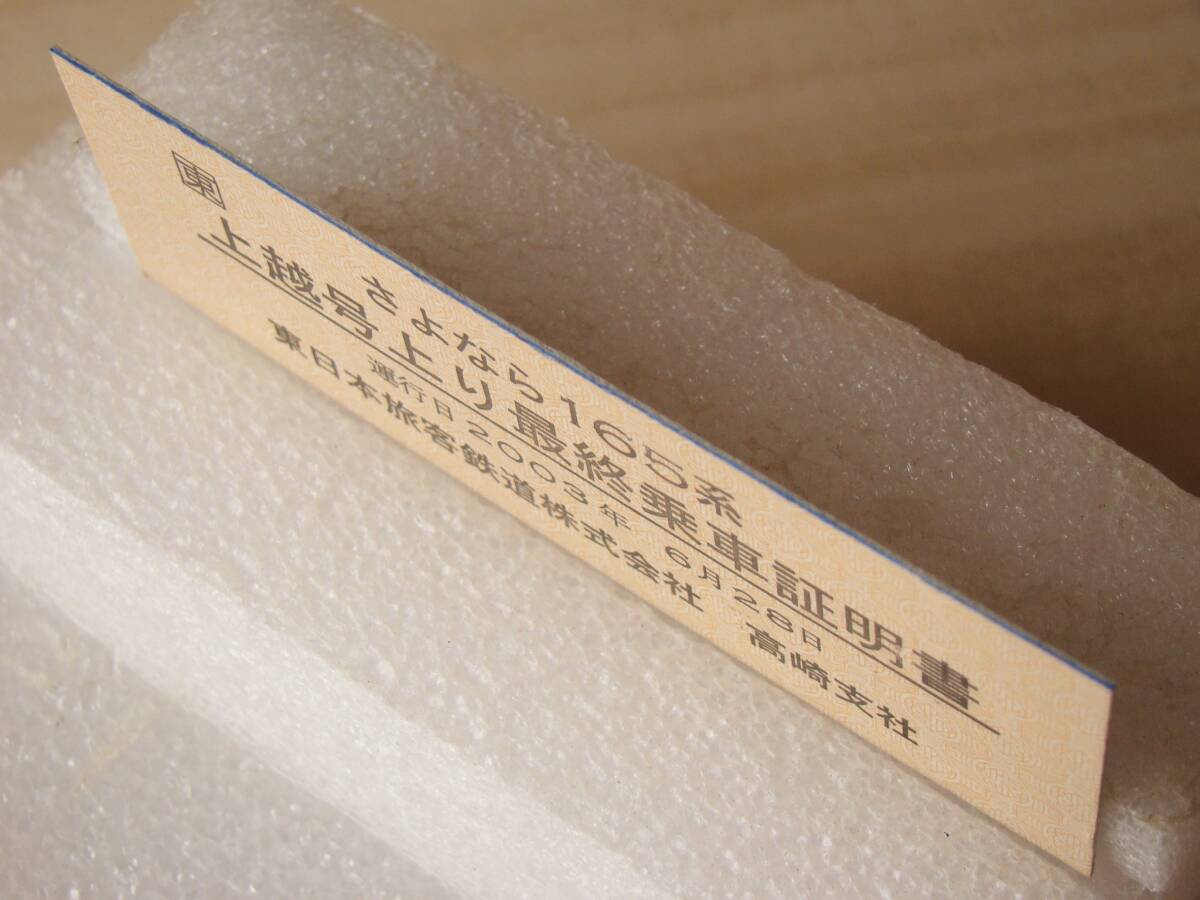 東
さよなら165系
上越号上り最終乗車証明書
運行日 2003年 6月28日
東日本旅客鉄道株式会社 高崎支社